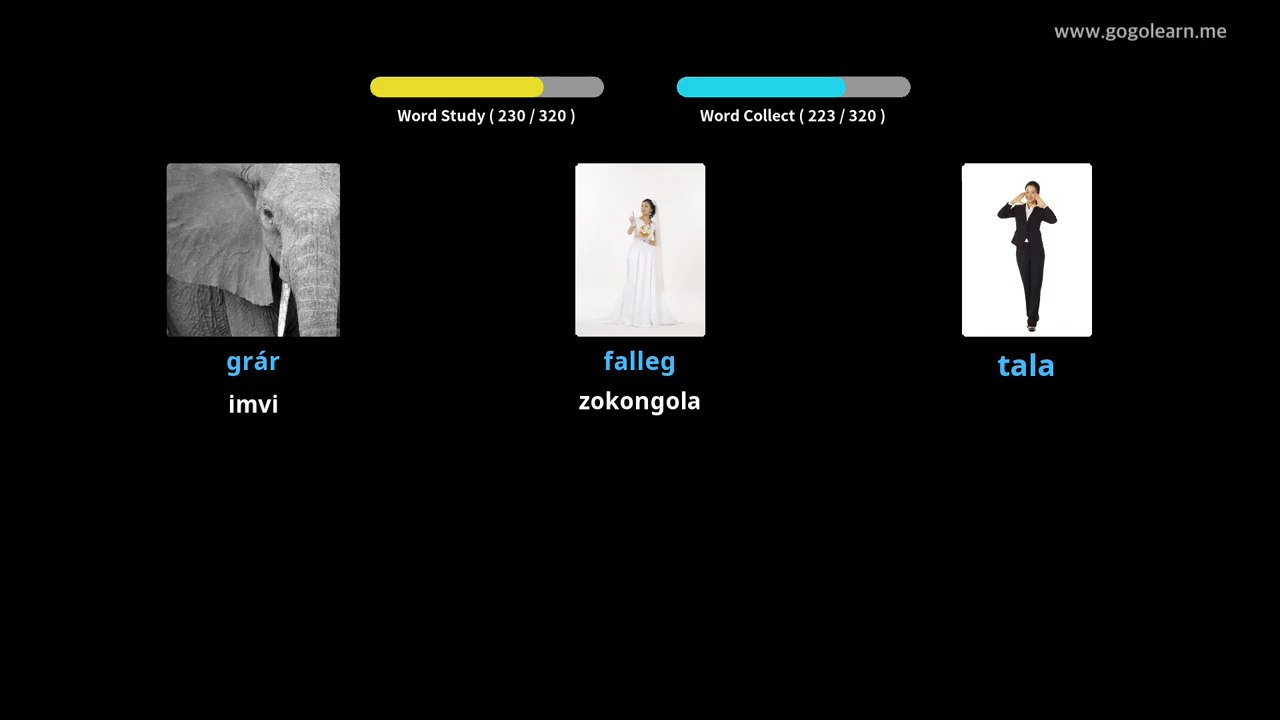 www.gogolearn.me
Word Study ( 230 / 320 )
Word Collect ( 223 / 320 )
grár
falleg
tala
imvi
zokongola